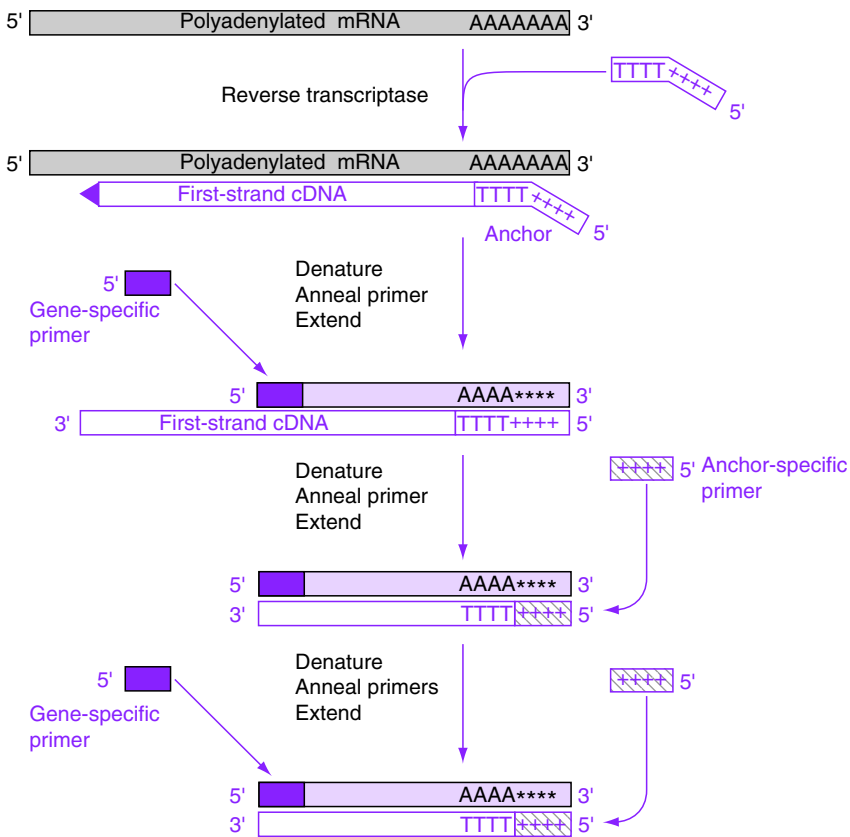 5' Polyadenylated mRNA AAAAAAA 3'
TTTT++++
5'
Reverse transcriptase
5' Polyadenylated mRNA AAAAAAA 3'
First-strand cDNA TTTT++++
Anchor 5'
5'
Gene-specific
primer
Denature
Anneal primer
Extend
5' AAAA**** 3'
3' First-strand cDNA TTTT++++ 5'
Denature
Anneal primer
Extend
++++ 5' Anchor-specific
primer
5' AAAA**** 3'
3' TTTT++++ 5'
5'
Gene-specific
primer
Denature
Anneal primers
Extend
++++ 5'
5' AAAA**** 3'
3' TTTT++++ 5'